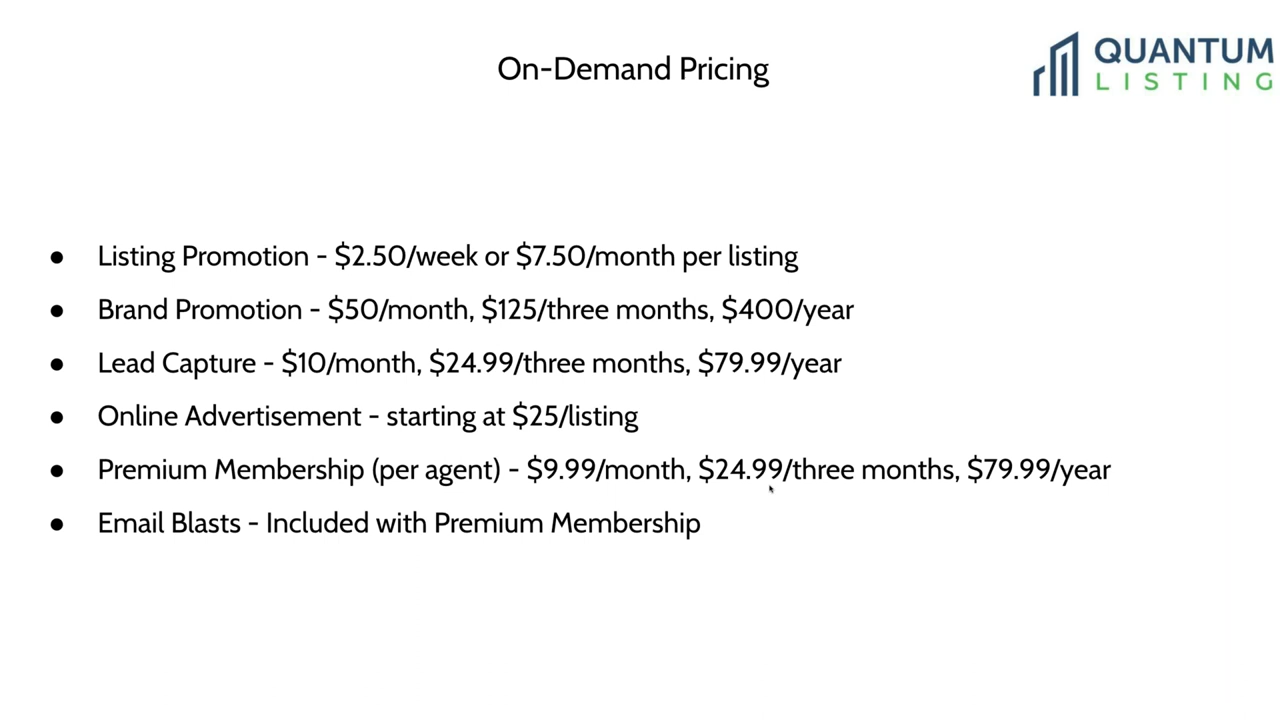 On-Demand Pricing
QUANTUM
LISTING
● Listing Promotion - $2.50/week or $7.50/month per listing
● Brand Promotion - $50/month, $125/three months, $400/year
● Lead Capture - $10/month, $24.99/three months, $79.99/year
● Online Advertisement - starting at $25/listing
● Premium Membership (per agent) - $9.99/month, $24.99/three months, $79.99/year
● Email Blasts - Included with Premium Membership